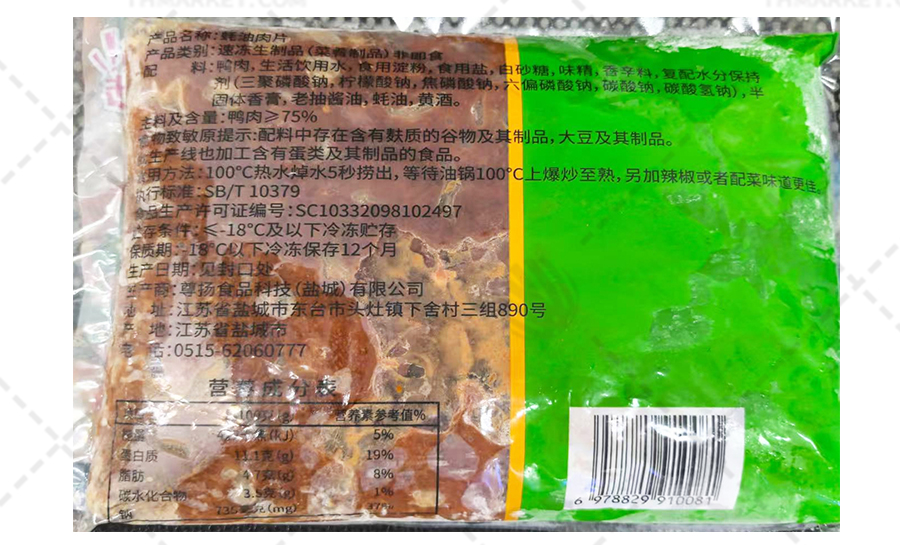 产品名称:蚝油肉片
产品类别:速冻生制品(菜肴制品)非即食
配 料:鸭肉,生活饮用水,食用淀粉,食用盐,白砂糖,味精,香辛料,复配水分保持
剂(三聚磷酸钠,柠檬酸钠,焦磷酸钠,六偏磷酸钠,碳酸钠,碳酸氢钠),半
固体香膏,老抽酱油,蚝油,黄酒。
主料及含量:鸭肉≥75%
物致敏原提示:配料中存在含有麸质的谷物及其制品,大豆及其制品。
生产线也加工含有蛋类及其制品的食品。
食用方法:100℃热水焯水5秒捞出,等待油锅100℃上爆炒至熟,另加辣椒或者配菜味道更佳.
执行标准:SB/T 10379
食品生产许可证编号:SC10332098102497
贮存条件:≤-18℃及以下冷冻贮存
保质期:-18℃以下冷冻保存12个月
生产日期:见封口处
生产商:尊扬食品科技(盐城)有限公司
地 址:江苏省盐城市东台市头灶镇下舍村三组890号
产 地:江苏省盐城市
电 话:0515-62060777
营养成分表
营养素参考值%
(kJ) 5%
蛋白质 11.1克(g) 19%
脂肪 4.7克(g) 8%
碳水化合物 (g) 1%
钠 (mg)
6 978829 910081